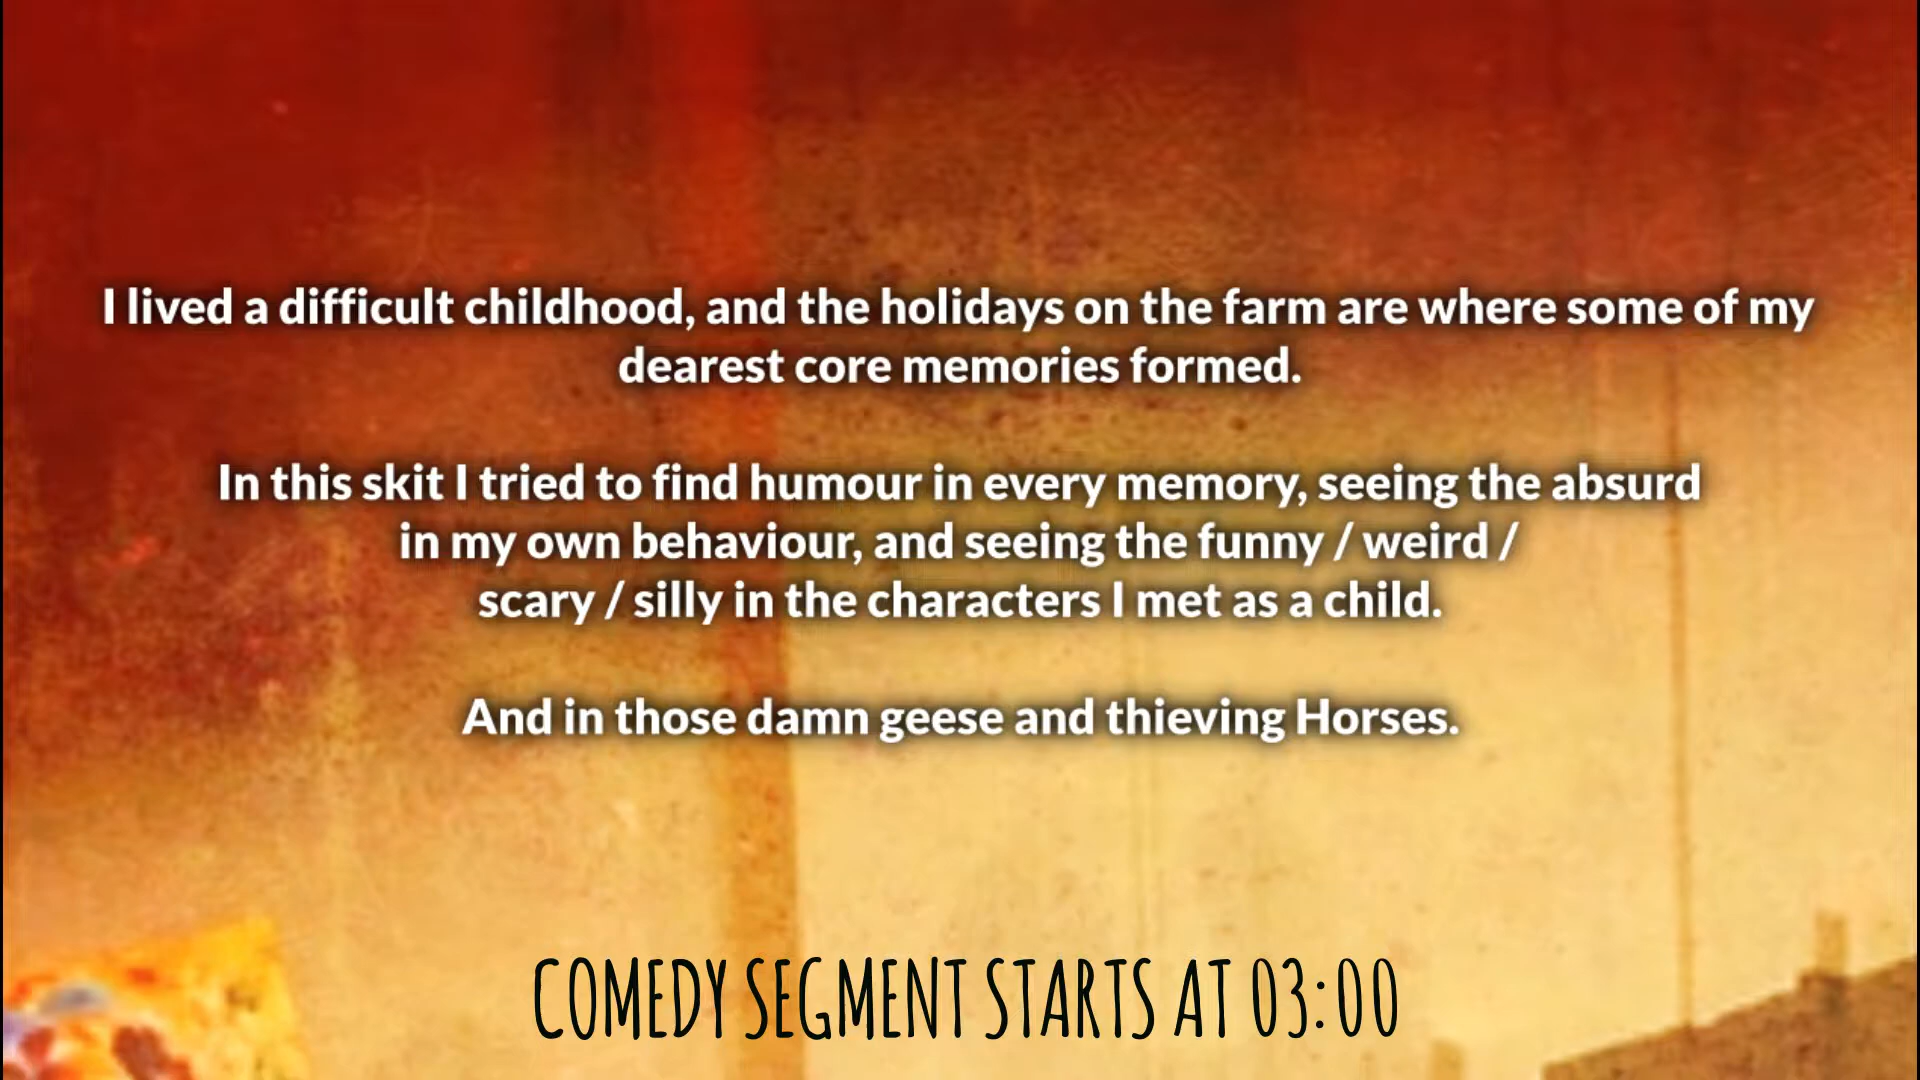 I lived a difficult childhood, and the holidays on the farm are where some of my
dearest core memories formed.
In this skit I tried to find humour in every memory, seeing the absurd
in my own behaviour, and seeing the funny / weird /
scary / silly in the characters I met as a child.
And in those damn geese and thieving Horses.
COMEDY SEGMENT STARTS AT 03:00